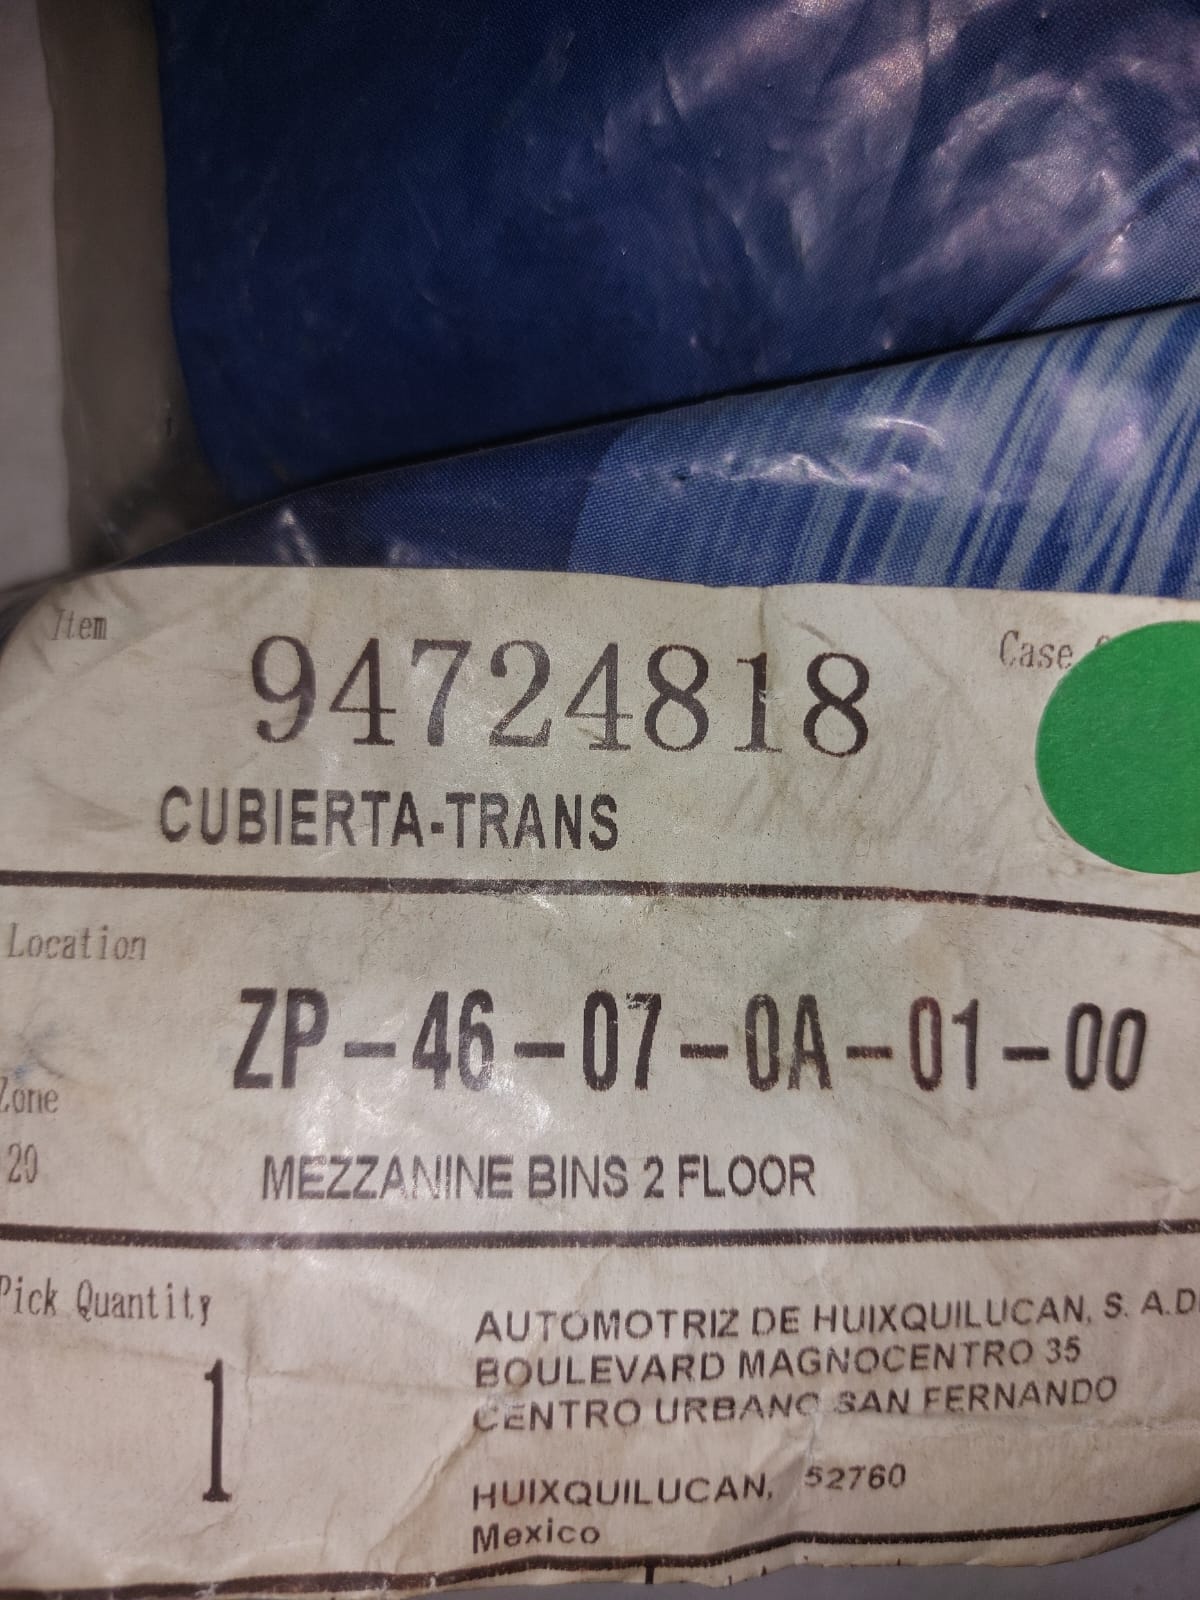 Item
94724818
Case
CUBIERTA-TRANS
Location
ZP-46-07-0A-01-00
Zone
20
MEZZANINE BINS 2 FLOOR
Pick Quantity
1
AUTOMOTRIZ DE HUIXQUILUCAN, S. A.D
BOULEVARD MAGNOCENTRO 35
CENTRO URBANO SAN FERNANDO
HUIXQUILUCAN, 52760
Mexico